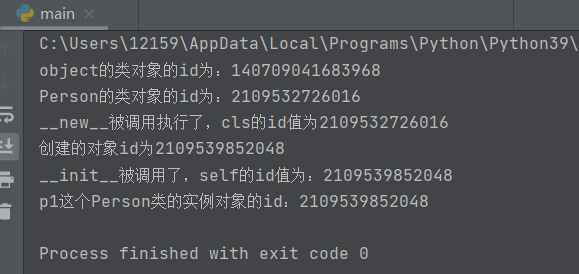 main
C:\Users\12159\AppData\Local\Programs\Python\Python39\
object的类对象的id为：140709041683968
Person的类对象的id为：2109532726016
__new__被调用执行了，cls的id值为2109532726016
创建的对象id为2109539852048
__init__被调用了，self的id值为：2109539852048
p1这个Person类的实例对象的id：2109539852048
Process finished with exit code 0